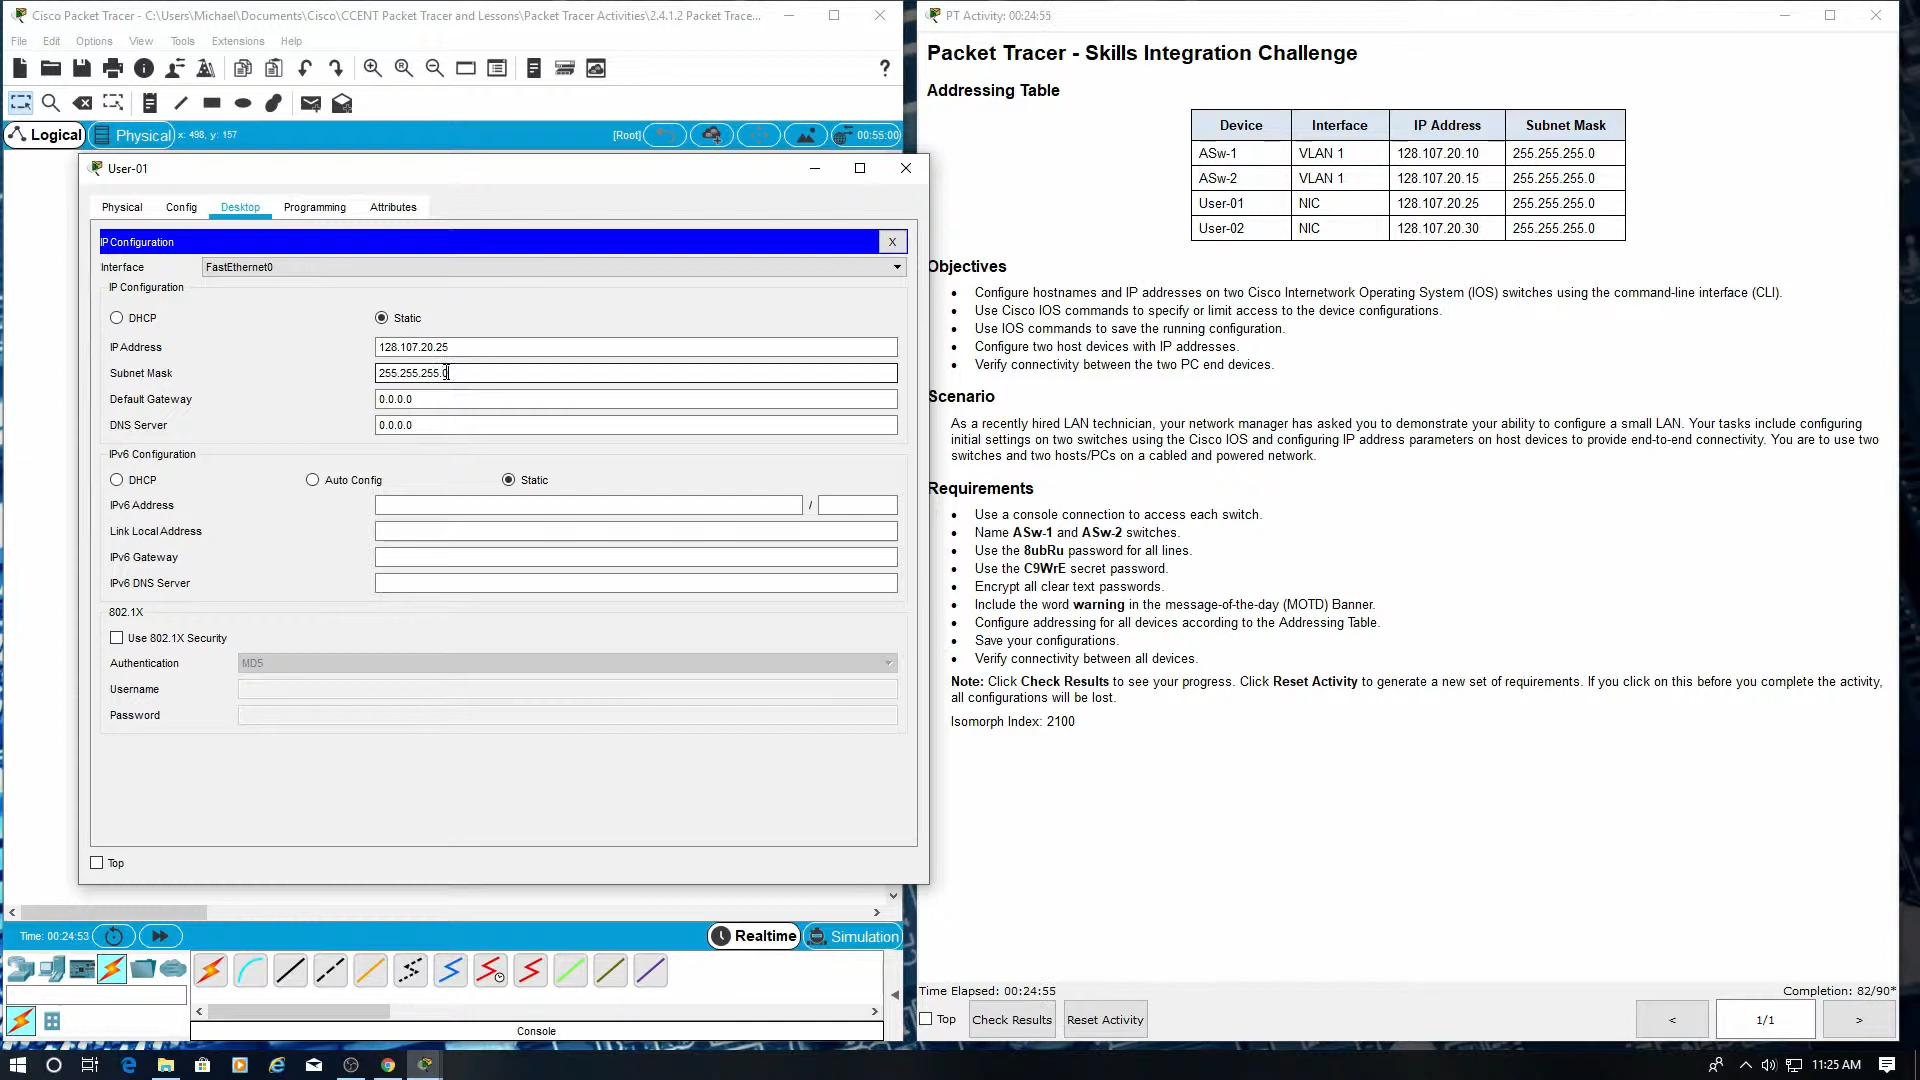 Cisco Packet Tracer - C:\Users\Michael\Documents\Cisco\CCENT Packet Tracer and Lessons\Packet Tracer Activities\2.4.1.2 Packet Trace...
File Edit Options View Tools Extensions Help
?
Logical Physical x: 498, y: 157 [Root] 00:55:00
User-01
Physical Config Desktop Programming Attributes
IP Configuration X
Interface FastEthernet0
IP Configuration
DHCP Static
IP Address 128.107.20.25
Subnet Mask 255.255.255.0
Default Gateway 0.0.0.0
DNS Server 0.0.0.0
IPv6 Configuration
DHCP Auto Config Static
IPv6 Address /
Link Local Address
IPv6 Gateway
IPv6 DNS Server
802.1X
Use 802.1X Security
Authentication MD5
Username
Password
Top
Time: 00:24:53 Realtime Simulation
Console
PT Activity: 00:24:55
Packet Tracer - Skills Integration Challenge
Addressing Table
Device Interface IP Address Subnet Mask
ASw-1 VLAN 1 128.107.20.10 255.255.255.0
ASw-2 VLAN 1 128.107.20.15 255.255.255.0
User-01 NIC 128.107.20.25 255.255.255.0
User-02 NIC 128.107.20.30 255.255.255.0
Objectives
• Configure hostnames and IP addresses on two Cisco Internetwork Operating System (IOS) switches using the command-line interface (CLI).
• Use Cisco IOS commands to specify or limit access to the device configurations.
• Use IOS commands to save the running configuration.
• Configure two host devices with IP addresses.
• Verify connectivity between the two PC end devices.
Scenario
As a recently hired LAN technician, your network manager has asked you to demonstrate your ability to configure a small LAN. Your tasks include configuring
initial settings on two switches using the Cisco IOS and configuring IP address parameters on host devices to provide end-to-end connectivity. You are to use two
switches and two hosts/PCs on a cabled and powered network.
Requirements
• Use a console connection to access each switch.
• Name ASw-1 and ASw-2 switches.
• Use the 8ubRu password for all lines.
• Use the C9WrE secret password.
• Encrypt all clear text passwords.
• Include the word warning in the message-of-the-day (MOTD) Banner.
• Configure addressing for all devices according to the Addressing Table.
• Save your configurations.
• Verify connectivity between all devices.
Note: Click Check Results to see your progress. Click Reset Activity to generate a new set of requirements. If you click on this before you complete the activity,
all configurations will be lost.
Isomorph Index: 2100
Time Elapsed: 00:24:55 Completion: 82/90*
Top Check Results Reset Activity < 1/1 >
11:25 AM